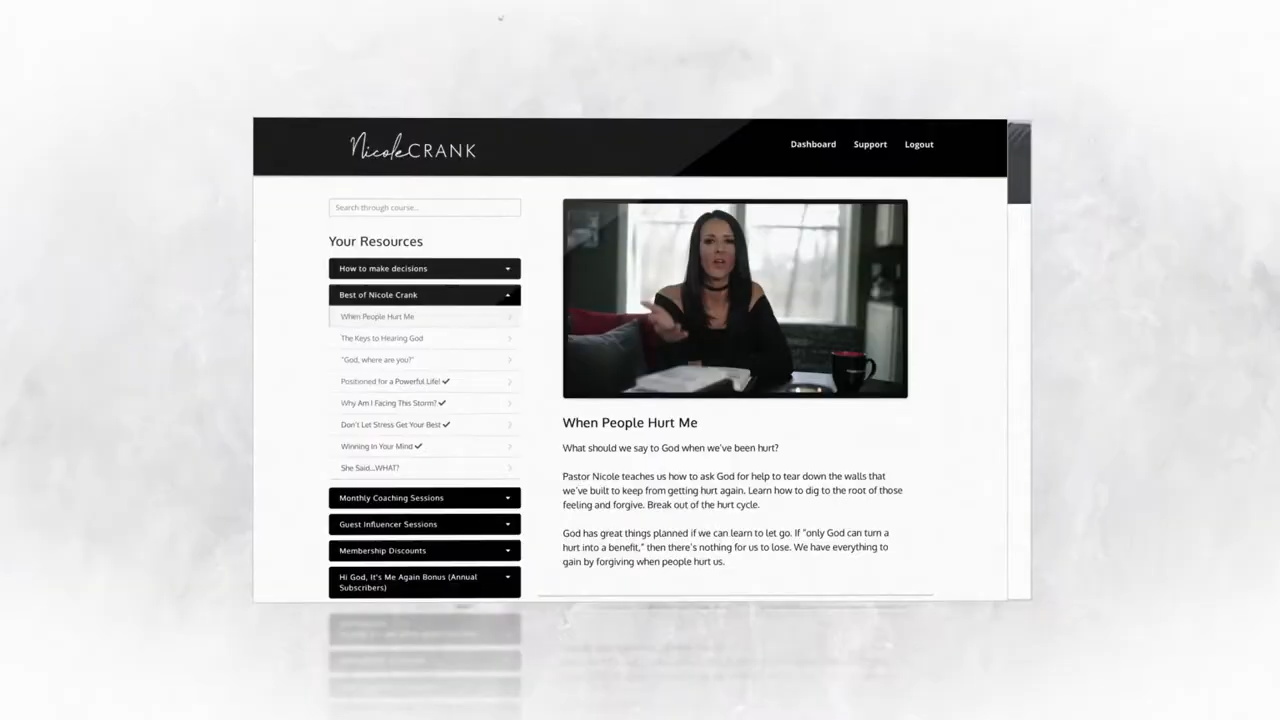 NicoleCRANK
Dashboard Support Logout
Search through course...
Your Resources
How to make decisions
Best of Nicole Crank
When People Hurt Me
The Keys to Hearing God
"God, where are you?"
Positioned for a Powerful Life!
Why Am I Facing This Storm?
Don't Let Stress Get Your Best
Winning In Your Mind
She Said...WHAT?
Monthly Coaching Sessions
Guest Influencer Sessions
Membership Discounts
Hi God, It's Me Again Bonus (Annual
Subscribers)
When People Hurt Me
What should we say to God when we've been hurt?
Pastor Nicole teaches us how to ask God for help to tear down the walls that
we've built to keep from getting hurt again. Learn how to dig to the root of those
feeling and forgive. Break out of the hurt cycle.
God has great things planned if we can learn to let go. If "only God can turn a
hurt into a benefit," then there's nothing for us to lose. We have everything to
gain by forgiving when people hurt us.